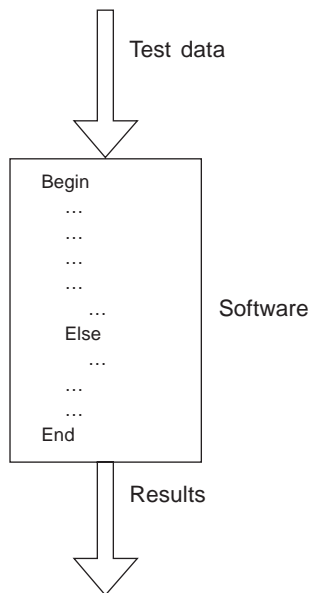 Test data
Begin
…
…
…
…
…
Software
Else
…
…
…
End
Results